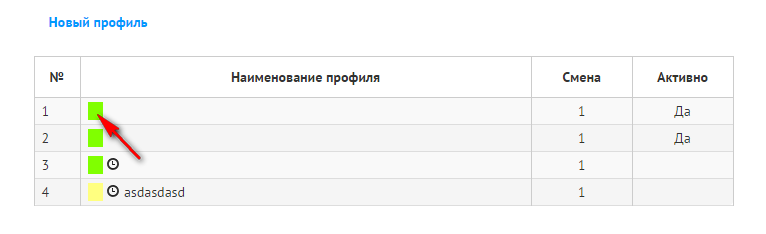 Новый профиль
№ Наименование профиля Смена Активно
1 1 Да
2 1 Да
3 1
4 asdasdasd 1